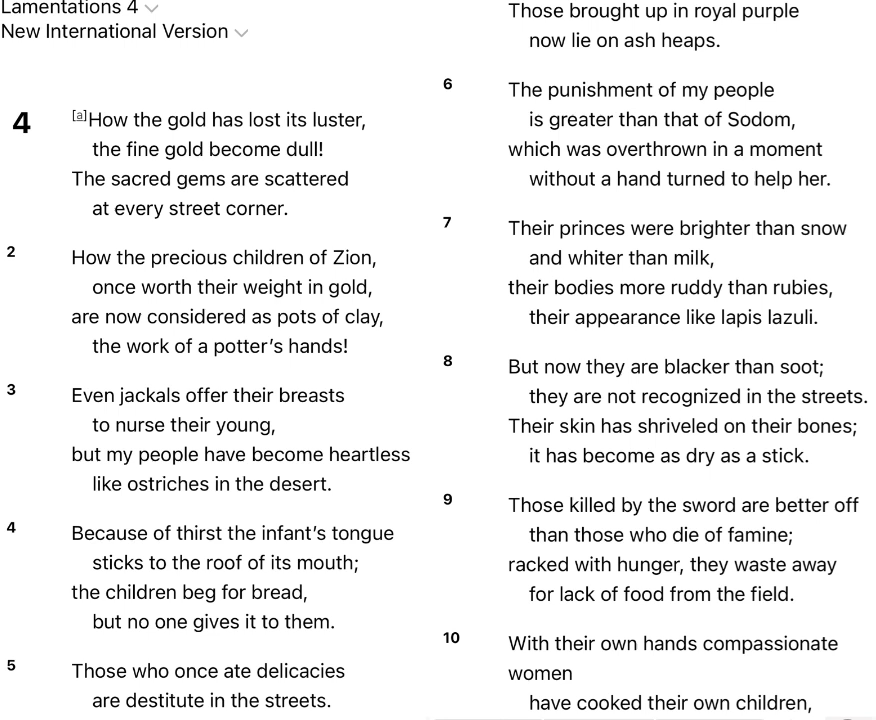 Lamentations 4
New International Version
4
[a]How the gold has lost its luster,
the fine gold become dull!
The sacred gems are scattered
at every street corner.
2
How the precious children of Zion,
once worth their weight in gold,
are now considered as pots of clay,
the work of a potter’s hands!
3
Even jackals offer their breasts
to nurse their young,
but my people have become heartless
like ostriches in the desert.
4
Because of thirst the infant’s tongue
sticks to the roof of its mouth;
the children beg for bread,
but no one gives it to them.
5
Those who once ate delicacies
are destitute in the streets.
Those brought up in royal purple
now lie on ash heaps.
6
The punishment of my people
is greater than that of Sodom,
which was overthrown in a moment
without a hand turned to help her.
7
Their princes were brighter than snow
and whiter than milk,
their bodies more ruddy than rubies,
their appearance like lapis lazuli.
8
But now they are blacker than soot;
they are not recognized in the streets.
Their skin has shriveled on their bones;
it has become as dry as a stick.
9
Those killed by the sword are better off
than those who die of famine;
racked with hunger, they waste away
for lack of food from the field.
10
With their own hands compassionate
women
have cooked their own children,